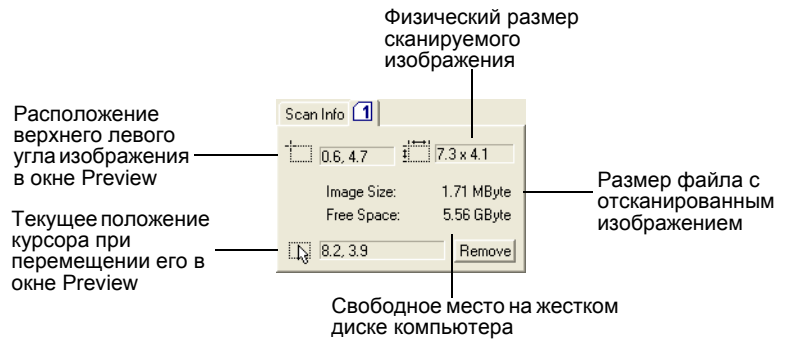 Физический размер
сканируемого
изображения
Расположение
верхнего левого
угла изображения
в окне Preview
Scan Info 1
0.6, 4.7
7.3 x 4.1
Image Size: 1.71 MByte
Free Space: 5.56 GByte
Размер файла с
отсканированным
изображением
Текущее положение
курсора при
перемещении его в
окне Preview
8.2, 3.9
Remove
Свободное место на жестком
диске компьютера